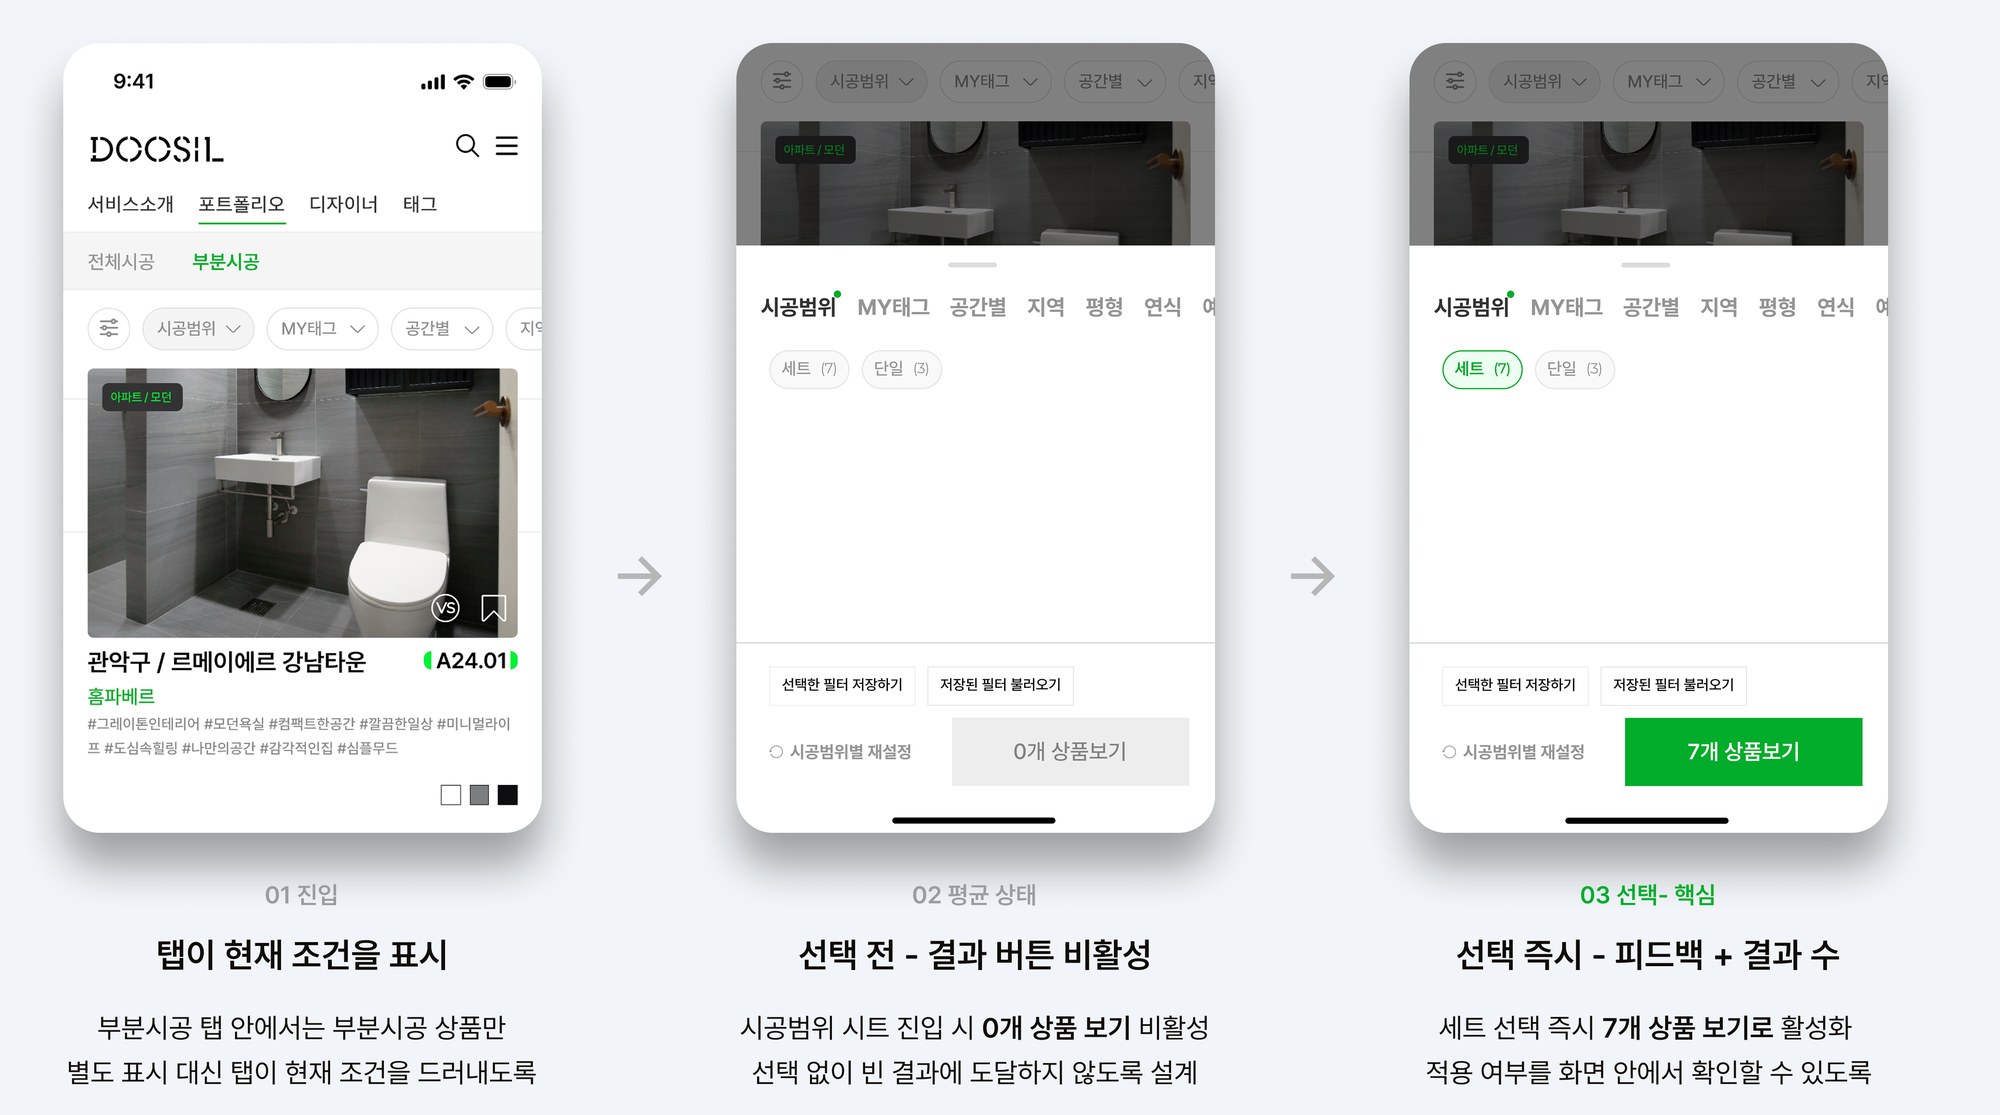 9:41
DOOSIL
서비스소개 포트폴리오 디자이너 태그
전체시공 부분시공
시공범위 MY태그 공간별 지역
아파트 / 모던
VS
관악구 / 르메이에르 강남타운 A24.01
홈파베르
#그레이톤인테리어 #모던욕실 #컴팩트한공간 #깔끔한일상 #미니멀라이
프 #도심속힐링 #나만의공간 #감각적인집 #심플무드
01 진입
탭이 현재 조건을 표시
부분시공 탭 안에서는 부분시공 상품만
별도 표시 대신 탭이 현재 조건을 드러내도록
시공범위 MY태그 공간별 지역
아파트 / 모던
시공범위 MY태그 공간별 지역 평형 연식
세트 (7) 단일 (3)
선택한 필터 저장하기 저장된 필터 불러오기
시공범위별 재설정 0개 상품보기
02 평균 상태
선택 전 - 결과 버튼 비활성
시공범위 시트 진입 시 0개 상품 보기 비활성
선택 없이 빈 결과에 도달하지 않도록 설계
시공범위 MY태그 공간별 지역
아파트 / 모던
시공범위 MY태그 공간별 지역 평형 연식
세트 (7) 단일 (3)
선택한 필터 저장하기 저장된 필터 불러오기
시공범위별 재설정 7개 상품보기
03 선택- 핵심
선택 즉시 - 피드백 + 결과 수
세트 선택 즉시 7개 상품 보기로 활성화
적용 여부를 화면 안에서 확인할 수 있도록